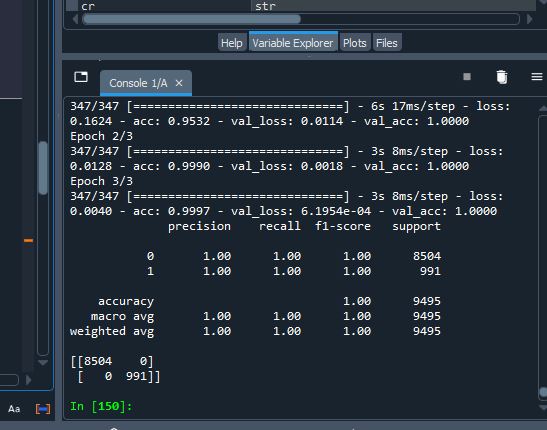 cr str
Help Variable Explorer Plots Files
Console 1/A ×
347/347 [==============================] - 6s 17ms/step - loss:
0.1624 - acc: 0.9532 - val_loss: 0.0114 - val_acc: 1.0000
Epoch 2/3
347/347 [==============================] - 3s 8ms/step - loss:
0.0128 - acc: 0.9990 - val_loss: 0.0018 - val_acc: 1.0000
Epoch 3/3
347/347 [==============================] - 3s 8ms/step - loss:
0.0040 - acc: 0.9997 - val_loss: 6.1954e-04 - val_acc: 1.0000
precision recall f1-score support
0 1.00 1.00 1.00 8504
1 1.00 1.00 1.00 991
accuracy 1.00 9495
macro avg 1.00 1.00 1.00 9495
weighted avg 1.00 1.00 1.00 9495
[[8504 0]
[ 0 991]]
In [150]:
Aa